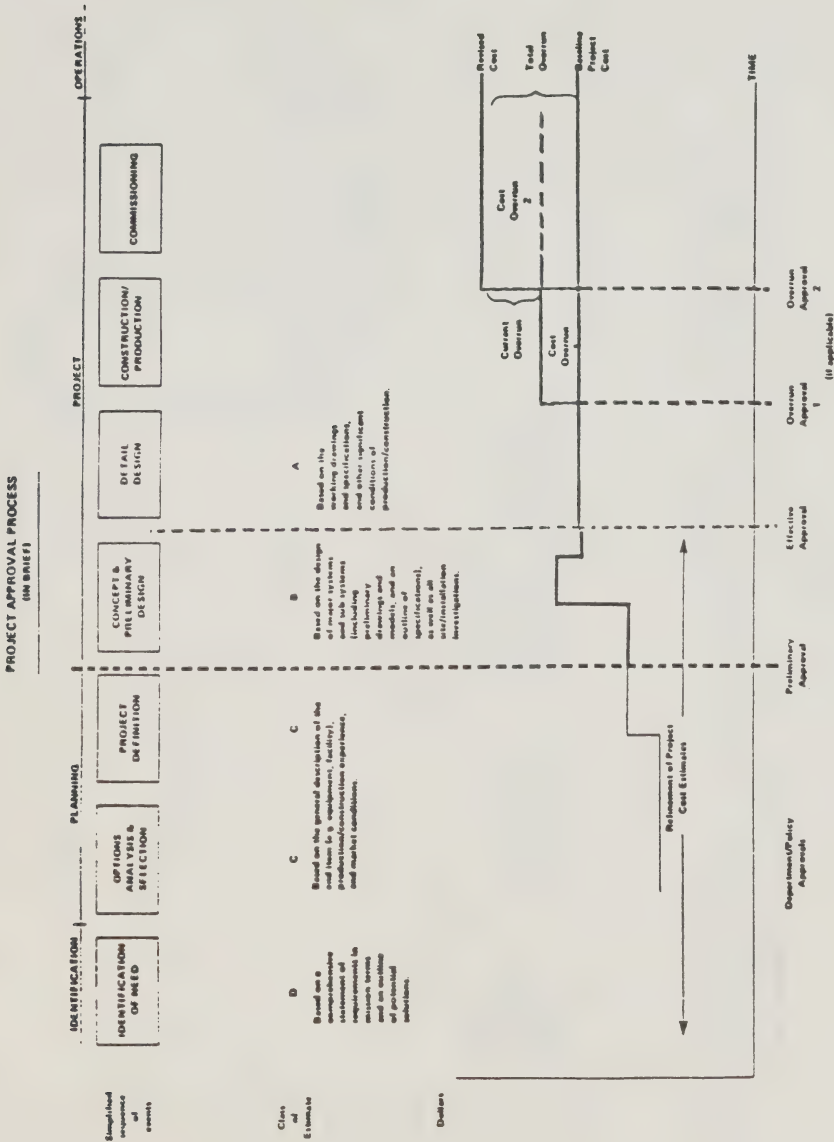 PROJECT APPROVAL PROCESS
(IN BRIEF)
IDENTIFICATION
PLANNING
PROJECT
OPERATIONS
Simplified
sequence
of
events
IDENTIFICATION
OF NEED
OPTIONS
ANALYSIS &
SELECTION
PROJECT
DEFINITION
CONCEPT &
PRELIMINARY
DESIGN
DETAIL
DESIGN
CONSTRUCTION/
PRODUCTION
COMMISSIONING
Class
of
Estimate
D
Based on a
comprehensive
statement of
requirements in
mission terms
and an outline
of potential
solutions.
C
C
Based on the general description of the
end item (e.g. equipment, facility),
production/construction experience,
and market conditions.
B
Based on the design
of major systems
and sub systems
(including
preliminary
drawings and
models, and an
outline of
specifications),
as well as all
site/installation
investigations.
A
Based on the
working drawings
and specifications,
and other significant
conditions of
production/construction.
Dollars
Refinement of Project
Cost Estimates
Current
Overrun
Cost
Overrun
Cost
Overrun
2
Revised
Cost
Total
Overrun
Baseline
Project
Cost
TIME
Department/Policy
Approvals
Preliminary
Approval
Effective
Approval
Overrun
Approval
1
Overrun
Approval
2
(if applicable)